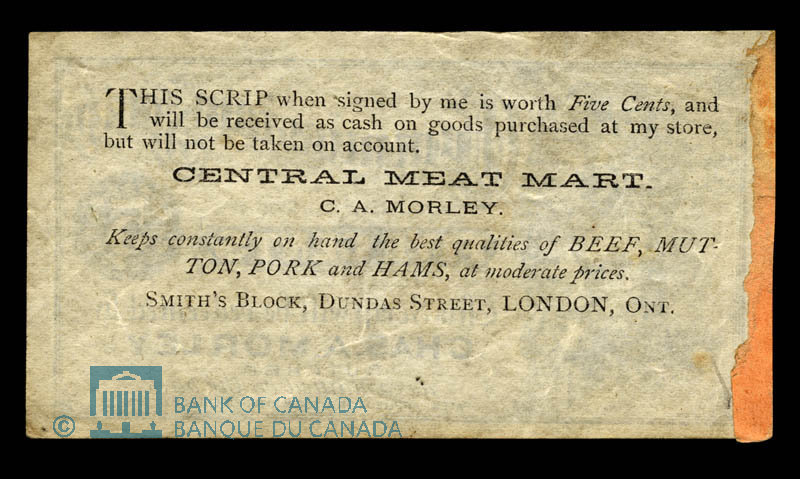 THIS SCRIP when signed by me is worth Five Cents, and
will be received as cash on goods purchased at my store,
but will not be taken on account.
CENTRAL MEAT MART.
C. A. MORLEY.
Keeps constantly on hand the best qualities of BEEF, MUT-
TON, PORK and HAMS, at moderate prices.
SMITH'S BLOCK, DUNDAS STREET, LONDON, ONT.
© BANK OF CANADA
BANQUE DU CANADA